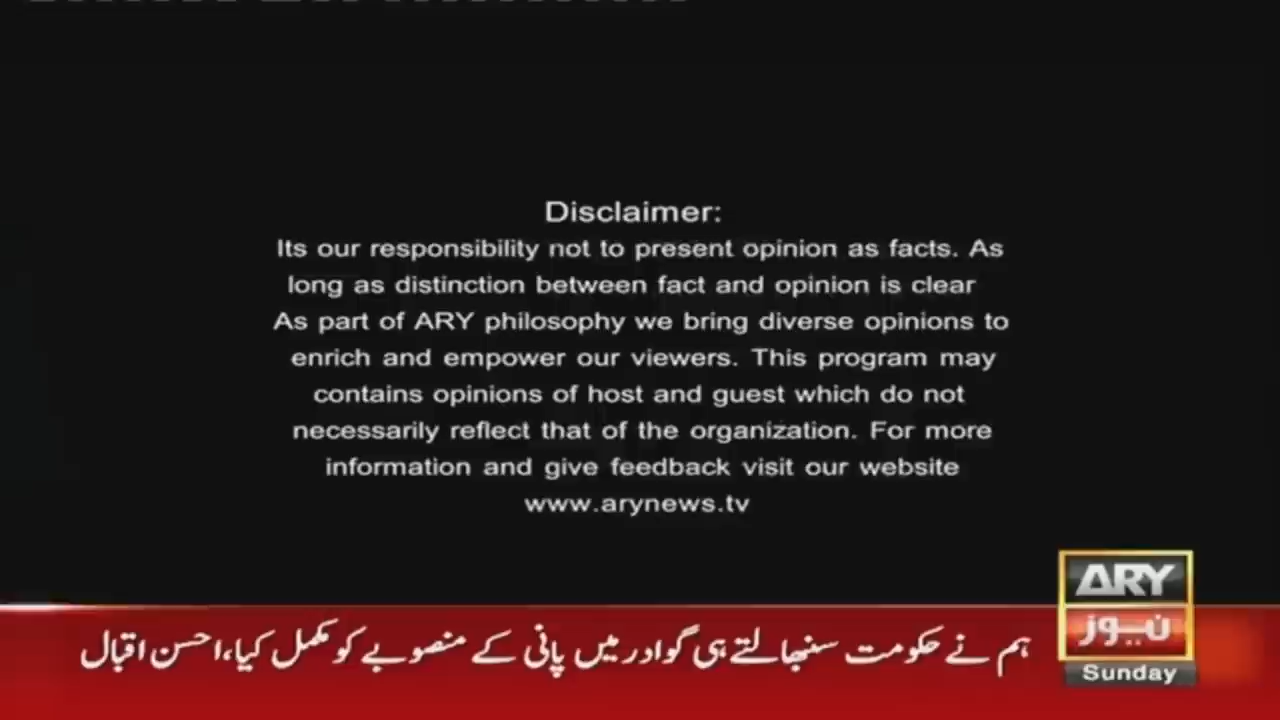 Disclaimer:
Its our responsibility not to present opinion as facts. As
long as distinction between fact and opinion is clear
As part of ARY philosophy we bring diverse opinions to
enrich and empower our viewers. This program may
contains opinions of host and guest which do not
necessarily reflect that of the organization. For more
information and give feedback visit our website
www.arynews.tv
ARY
نیوز
Sunday
ہم نے حکومت سنبھالتے ہی گوادر میں پانی کے منصوبے کو مکمل کیا، احسن اقبال